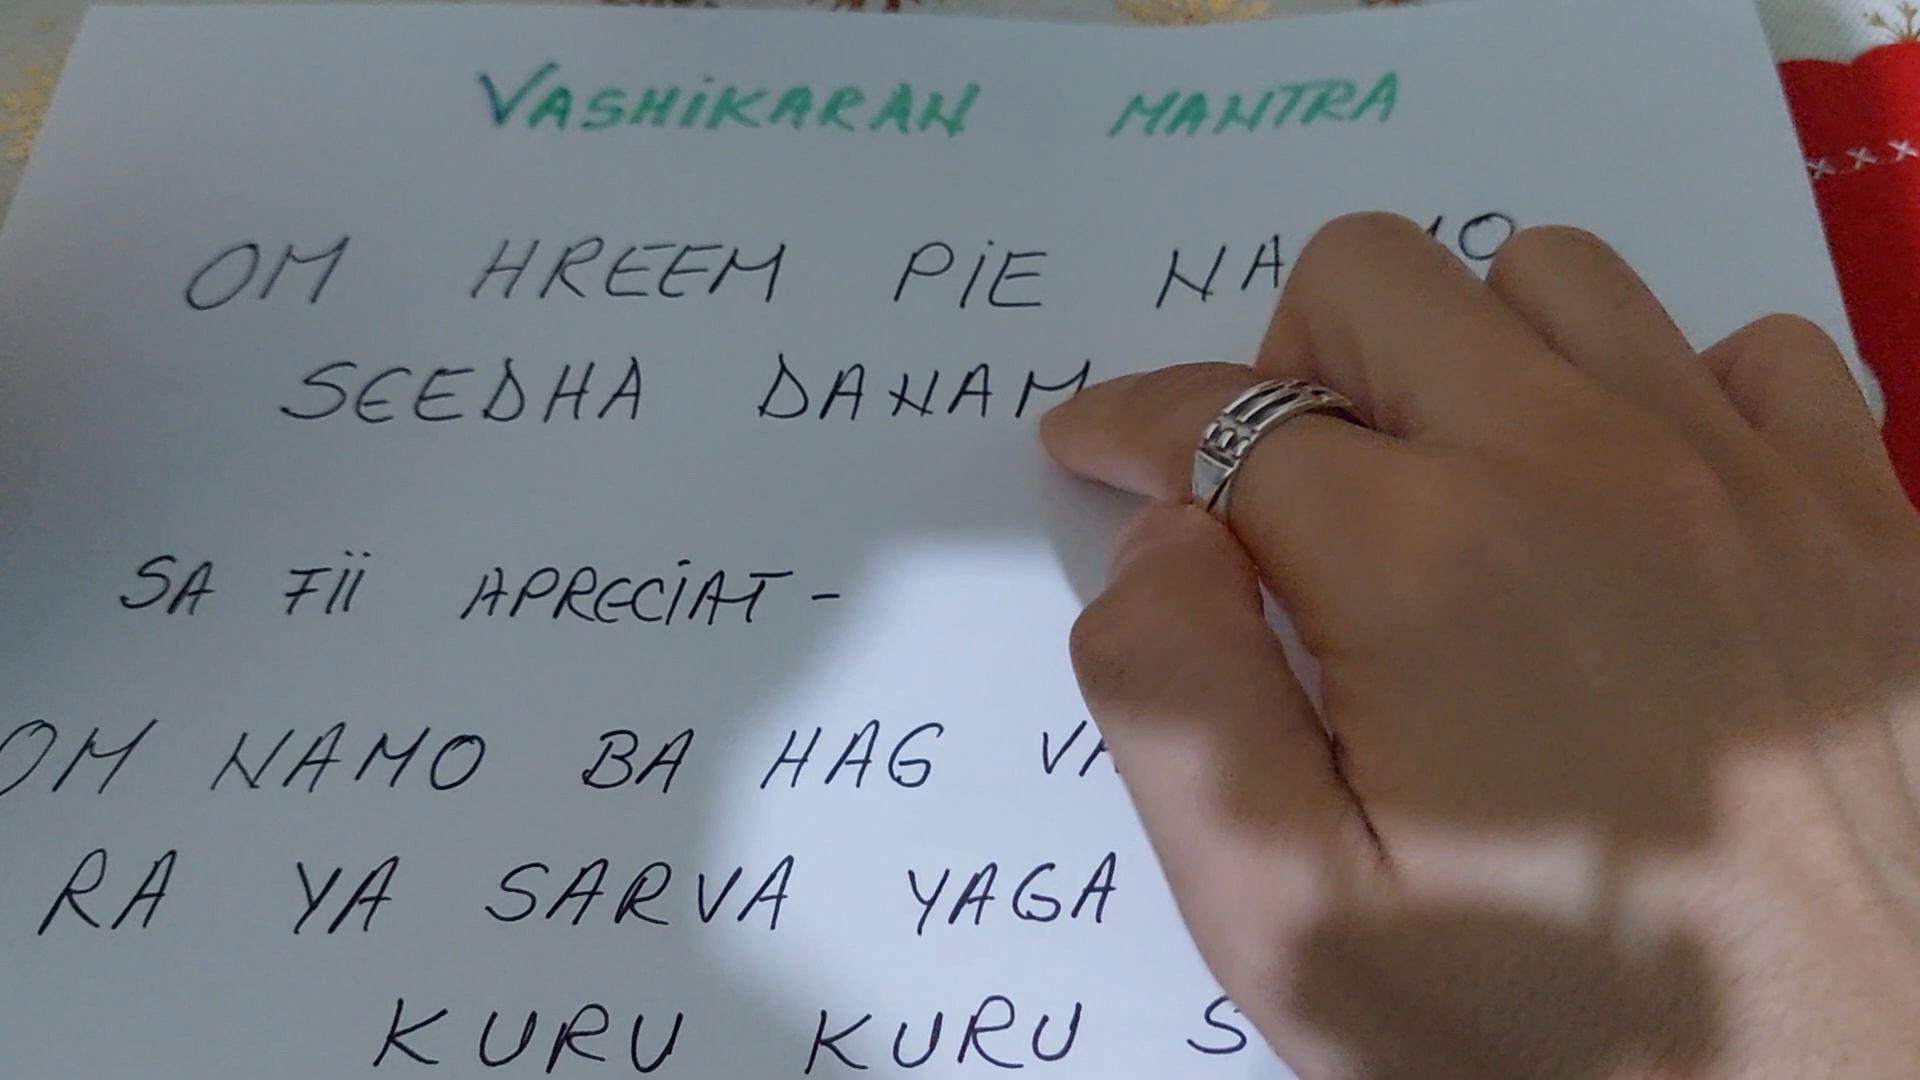 VASHiKARAN MANTRA
OM HREEM PiE
SEEDHA DANAM
SA Fii APRECiAT -
OM NAMO BA HAG
RA YA SARVA YAGA
KURU KURU